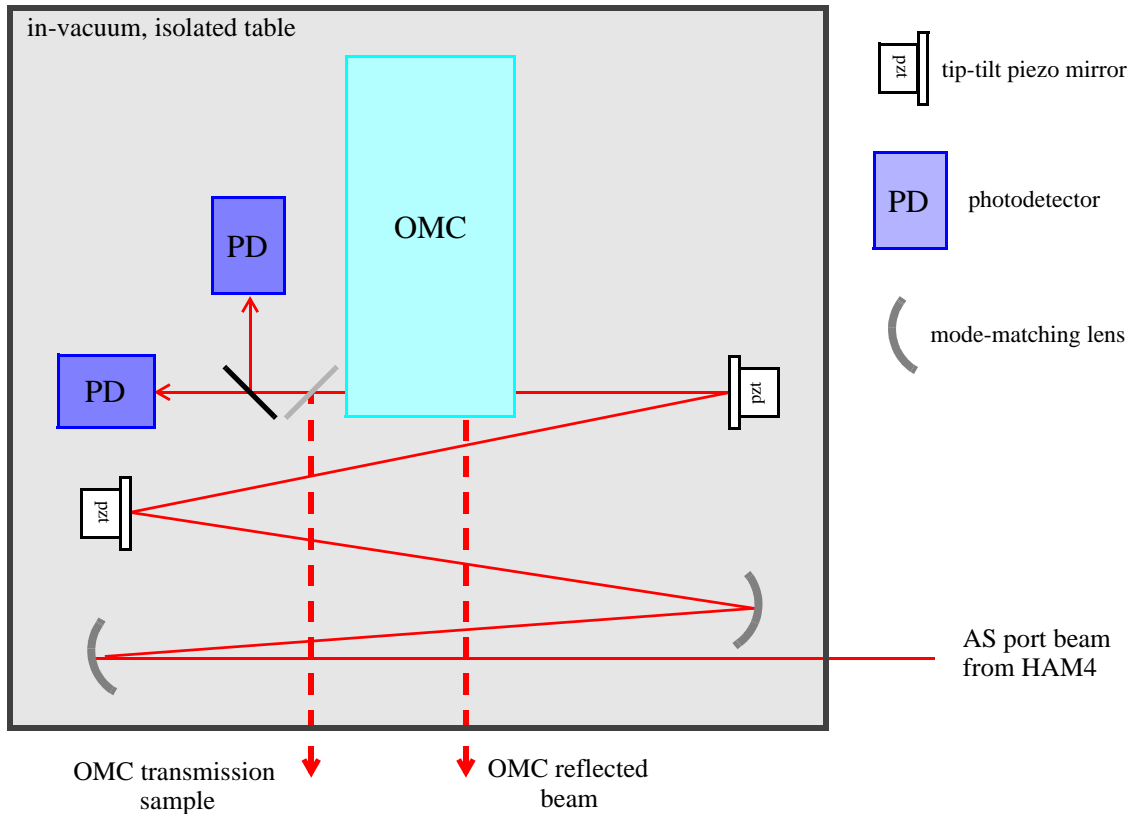 in-vacuum, isolated table
pzt
tip-tilt piezo mirror
PD
photodetector
OMC
PD
mode-matching lens
PD
pzt
pzt
AS port beam
from HAM4
OMC transmission
sample
OMC reflected
beam